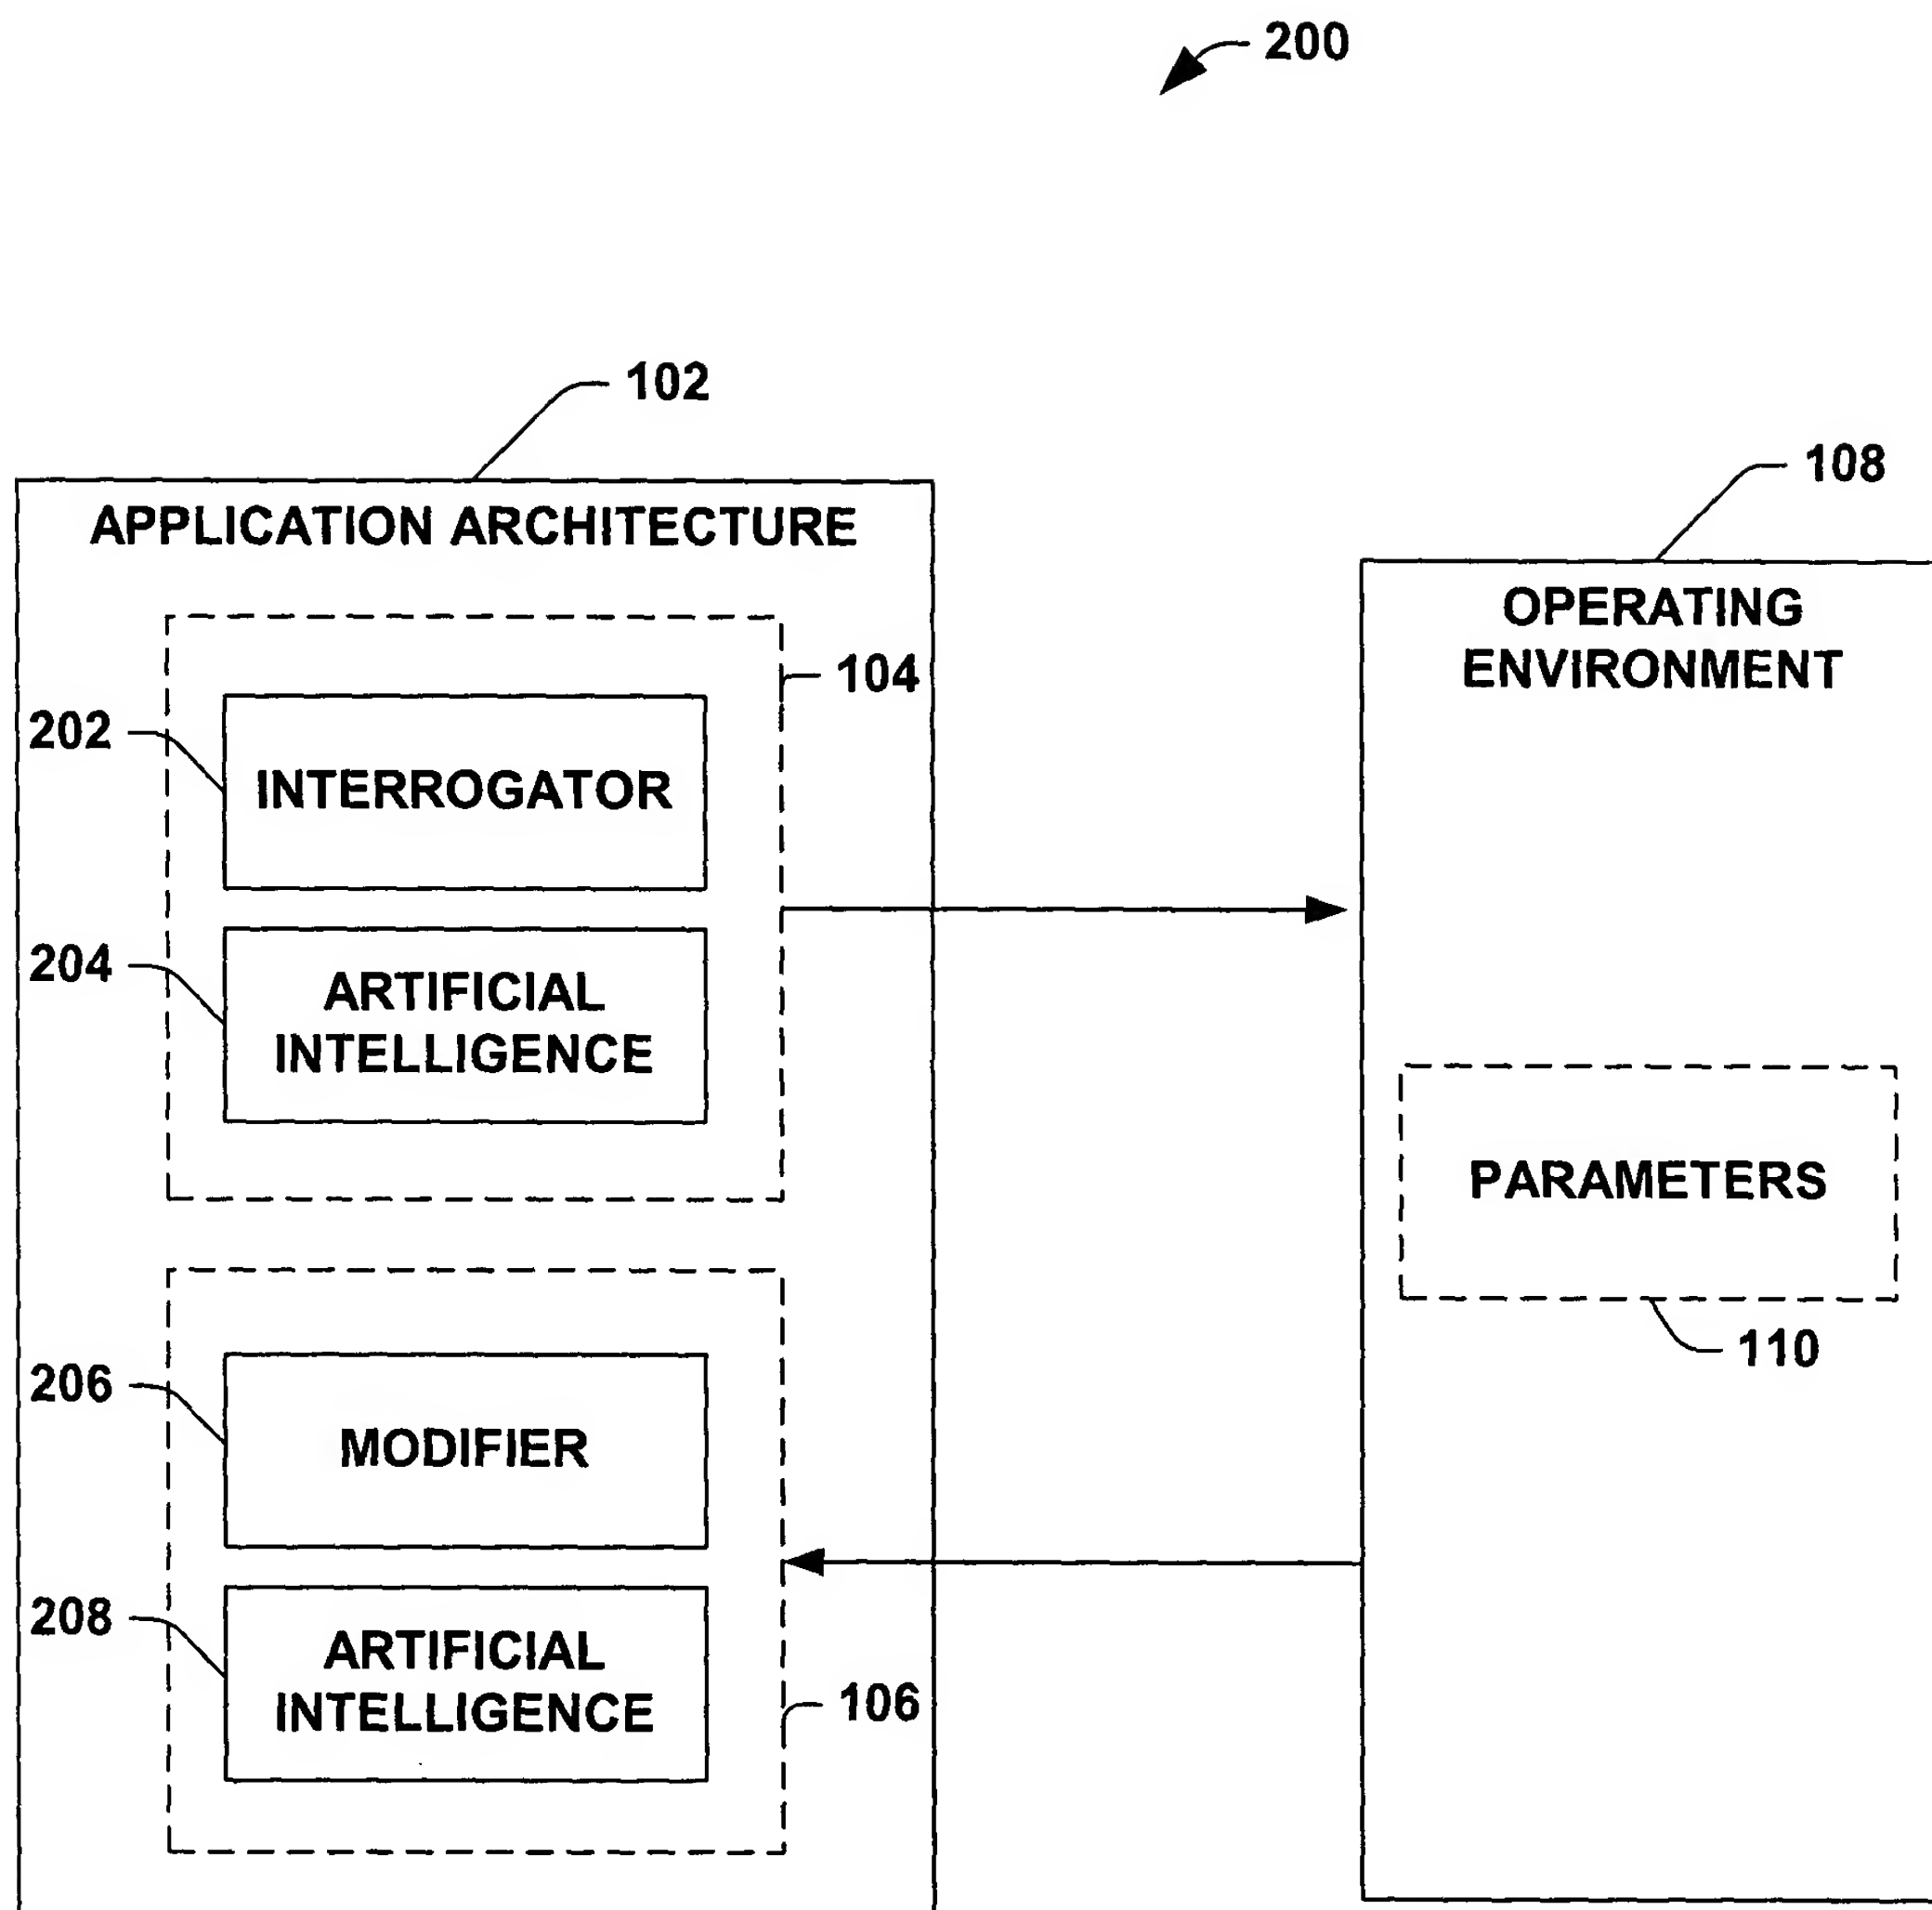 200
102
108
APPLICATION ARCHITECTURE
OPERATING
ENVIRONMENT
104
202
INTERROGATOR
204
ARTIFICIAL
INTELLIGENCE
PARAMETERS
110
206
MODIFIER
208
ARTIFICIAL
INTELLIGENCE
106